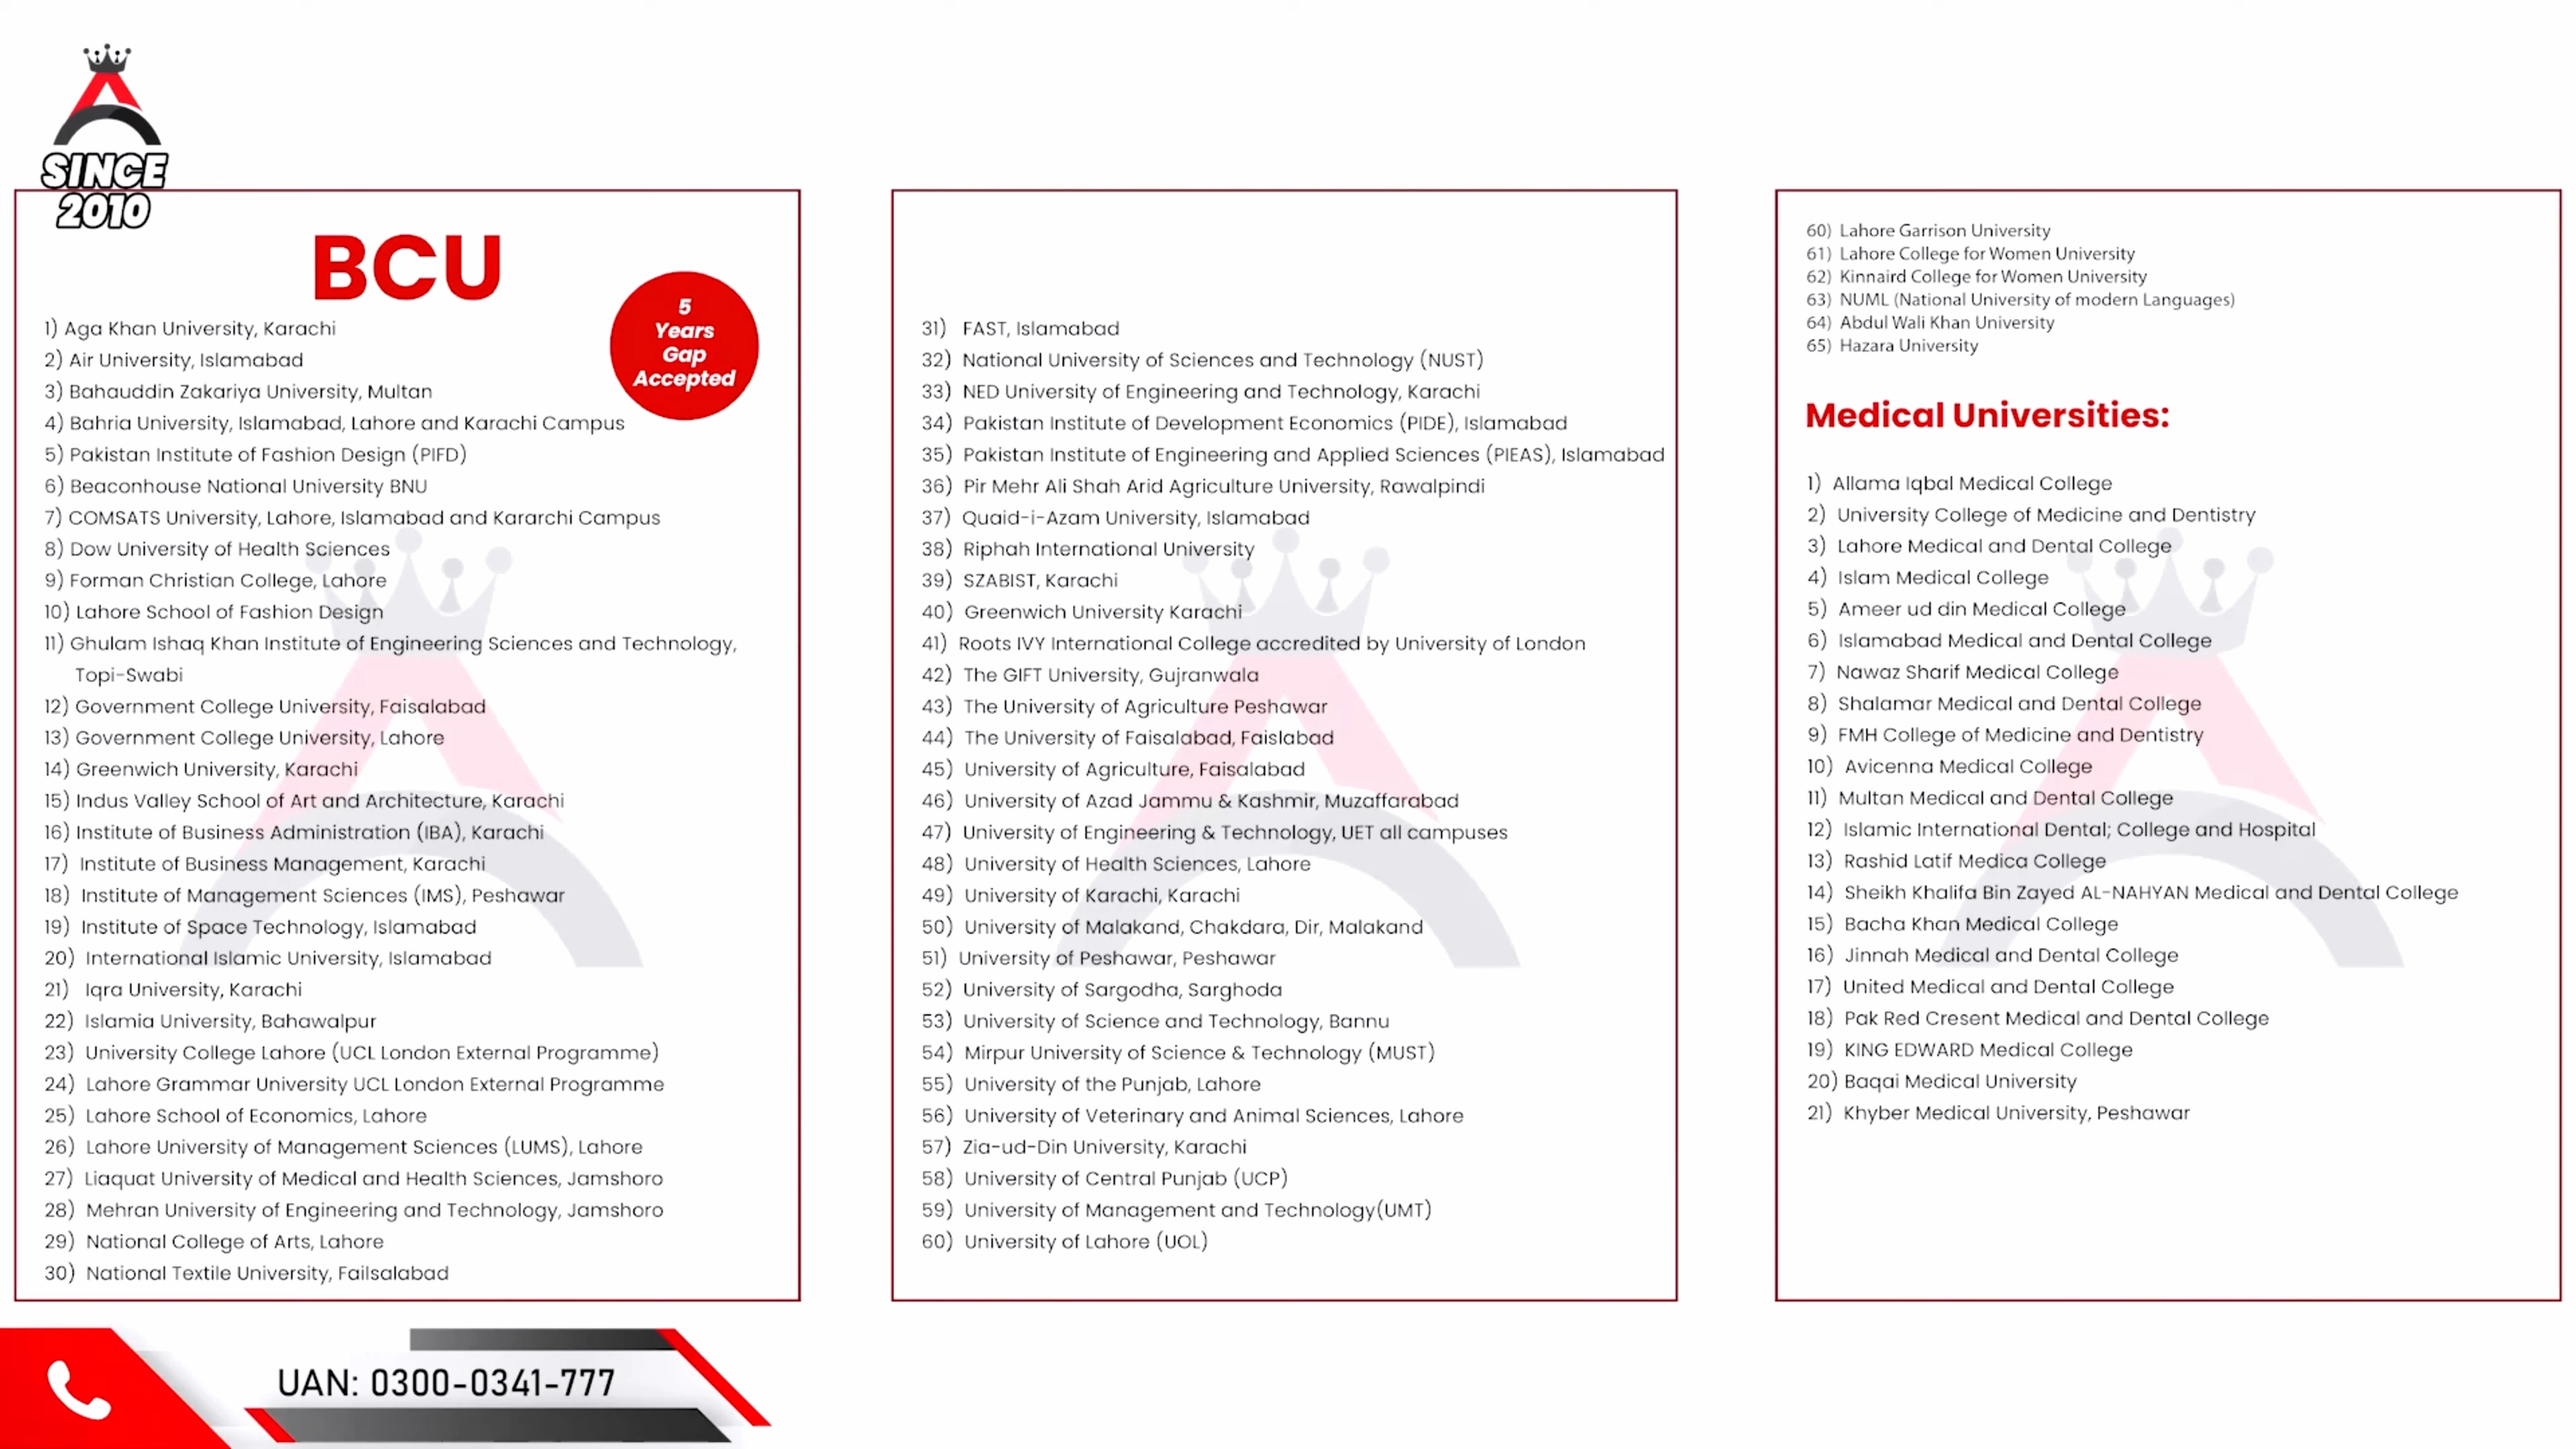 SINCE
2010
BCU
5
Years
Gap
Accepted
1) Aga Khan University, Karachi
2) Air University, Islamabad
3) Bahauddin Zakariya University, Multan
4) Bahria University, Islamabad, Lahore and Karachi Campus
5) Pakistan Institute of Fashion Design (PIFD)
6) Beaconhouse National University BNU
7) COMSATS University, Lahore, Islamabad and Kararchi Campus
8) Dow University of Health Sciences
9) Forman Christian College, Lahore
10) Lahore School of Fashion Design
11) Ghulam Ishaq Khan Institute of Engineering Sciences and Technology,
Topi-Swabi
12) Government College University, Faisalabad
13) Government College University, Lahore
14) Greenwich University, Karachi
15) Indus Valley School of Art and Architecture, Karachi
16) Institute of Business Administration (IBA), Karachi
17) Institute of Business Management, Karachi
18) Institute of Management Sciences (IMS), Peshawar
19) Institute of Space Technology, Islamabad
20) International Islamic University, Islamabad
21) Iqra University, Karachi
22) Islamia University, Bahawalpur
23) University College Lahore (UCL London External Programme)
24) Lahore Grammar University UCL London External Programme
25) Lahore School of Economics, Lahore
26) Lahore University of Management Sciences (LUMS), Lahore
27) Liaquat University of Medical and Health Sciences, Jamshoro
28) Mehran University of Engineering and Technology, Jamshoro
29) National College of Arts, Lahore
30) National Textile University, Failsalabad
31) FAST, Islamabad
32) National University of Sciences and Technology (NUST)
33) NED University of Engineering and Technology, Karachi
34) Pakistan Institute of Development Economics (PIDE), Islamabad
35) Pakistan Institute of Engineering and Applied Sciences (PIEAS), Islamabad
36) Pir Mehr Ali Shah Arid Agriculture University, Rawalpindi
37) Quaid-i-Azam University, Islamabad
38) Riphah International University
39) SZABIST, Karachi
40) Greenwich University Karachi
41) Roots IVY International College accredited by University of London
42) The GIFT University, Gujranwala
43) The University of Agriculture Peshawar
44) The University of Faisalabad, Faislabad
45) University of Agriculture, Faisalabad
46) University of Azad Jammu & Kashmir, Muzaffarabad
47) University of Engineering & Technology, UET all campuses
48) University of Health Sciences, Lahore
49) University of Karachi, Karachi
50) University of Malakand, Chakdara, Dir, Malakand
51) University of Peshawar, Peshawar
52) University of Sargodha, Sarghoda
53) University of Science and Technology, Bannu
54) Mirpur University of Science & Technology (MUST)
55) University of the Punjab, Lahore
56) University of Veterinary and Animal Sciences, Lahore
57) Zia-ud-Din University, Karachi
58) University of Central Punjab (UCP)
59) University of Management and Technology(UMT)
60) University of Lahore (UOL)
60) Lahore Garrison University
61) Lahore College for Women University
62) Kinnaird College for Women University
63) NUML (National University of modern Languages)
64) Abdul Wali Khan University
65) Hazara University
Medical Universities:
1) Allama Iqbal Medical College
2) University College of Medicine and Dentistry
3) Lahore Medical and Dental College
4) Islam Medical College
5) Ameer ud din Medical College
6) Islamabad Medical and Dental College
7) Nawaz Sharif Medical College
8) Shalamar Medical and Dental College
9) FMH College of Medicine and Dentistry
10) Avicenna Medical College
11) Multan Medical and Dental College
12) Islamic International Dental; College and Hospital
13) Rashid Latif Medica College
14) Sheikh Khalifa Bin Zayed AL-NAHYAN Medical and Dental College
15) Bacha Khan Medical College
16) Jinnah Medical and Dental College
17) United Medical and Dental College
18) Pak Red Cresent Medical and Dental College
19) KING EDWARD Medical College
20) Baqai Medical University
21) Khyber Medical University, Peshawar
UAN: 0300-0341-777